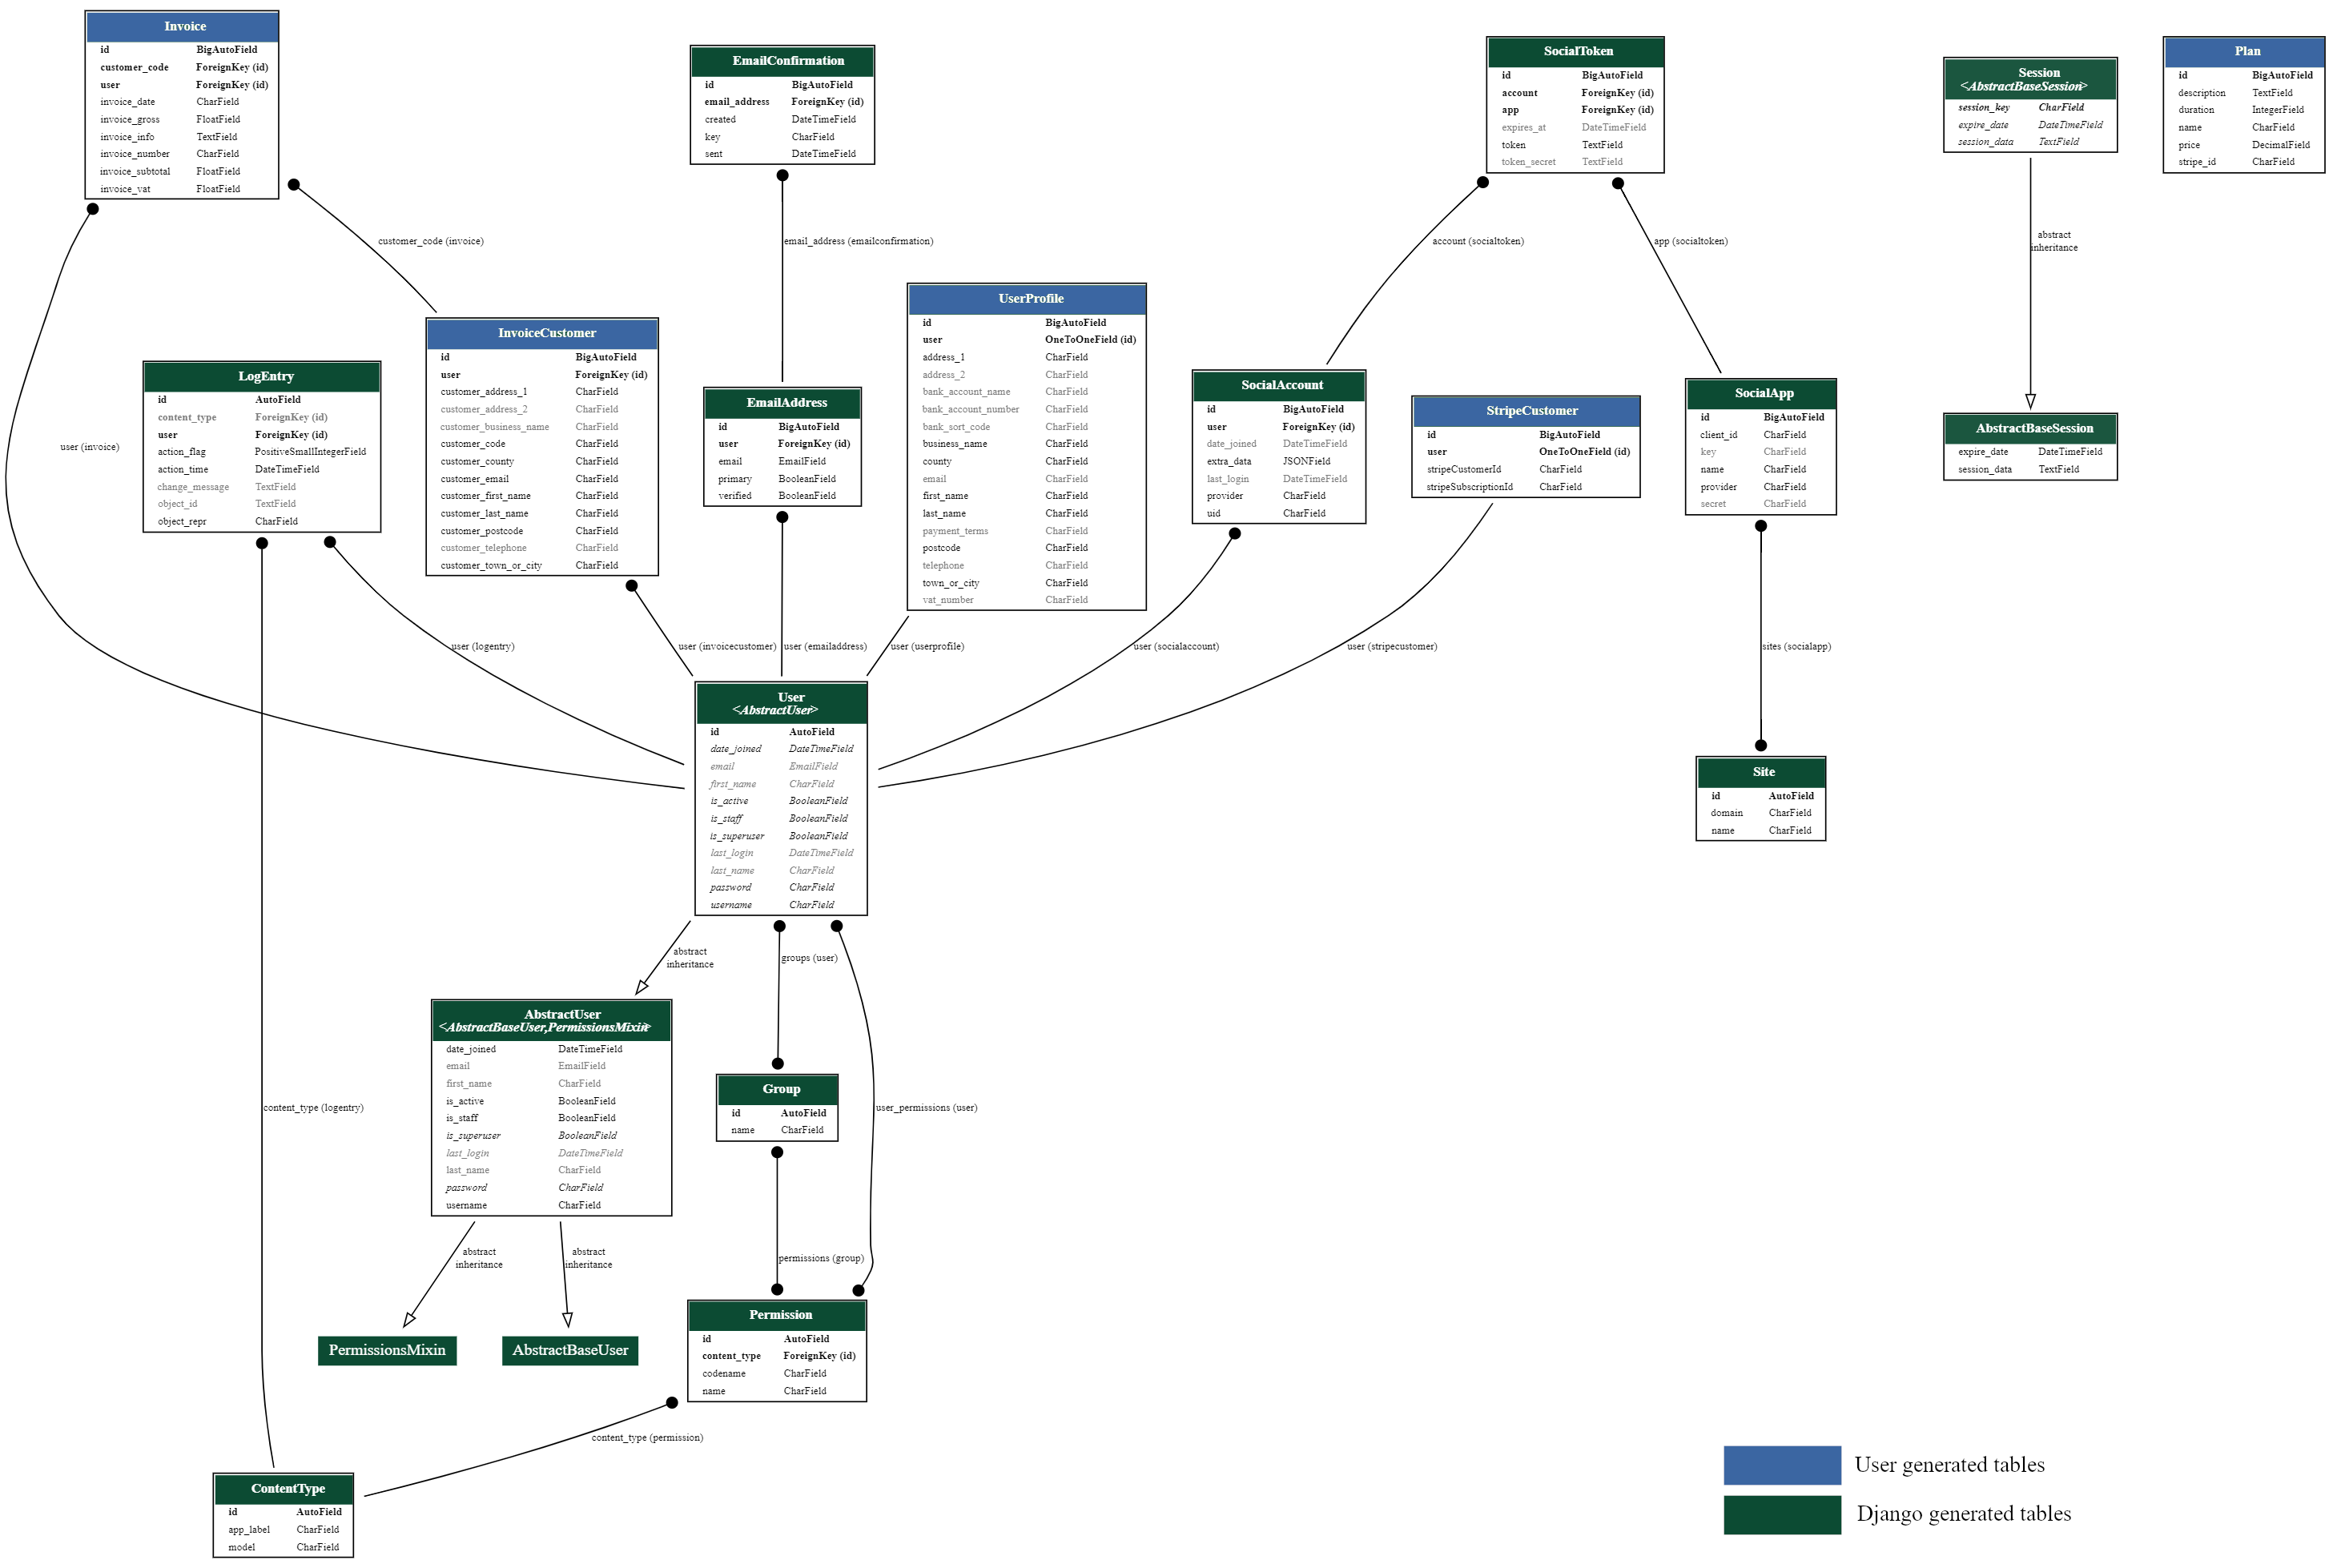 Invoice
id BigAutoField
customer_code ForeignKey (id)
user ForeignKey (id)
invoice_date CharField
invoice_gross FloatField
invoice_info TextField
invoice_number CharField
invoice_subtotal FloatField
invoice_vat FloatField
EmailConfirmation
id BigAutoField
email_address ForeignKey (id)
created DateTimeField
key CharField
sent DateTimeField
SocialToken
id BigAutoField
account ForeignKey (id)
app ForeignKey (id)
expires_at DateTimeField
token TextField
token_secret TextField
Session
<AbstractBaseSession>
session_key CharField
expire_date DateTimeField
session_data TextField
Plan
id BigAutoField
description TextField
duration IntegerField
name CharField
price DecimalField
stripe_id CharField
customer_code (invoice)
email_address (emailconfirmation)
account (socialtoken)
app (socialtoken)
abstract
inheritance
user (invoice)
LogEntry
id AutoField
content_type ForeignKey (id)
user ForeignKey (id)
action_flag PositiveSmallIntegerField
action_time DateTimeField
change_message TextField
object_id TextField
object_repr CharField
InvoiceCustomer
id BigAutoField
user ForeignKey (id)
customer_address_1 CharField
customer_address_2 CharField
customer_business_name CharField
customer_code CharField
customer_county CharField
customer_email CharField
customer_first_name CharField
customer_last_name CharField
customer_postcode CharField
customer_telephone CharField
customer_town_or_city CharField
EmailAddress
id BigAutoField
user ForeignKey (id)
email EmailField
primary BooleanField
verified BooleanField
UserProfile
id BigAutoField
user OneToOneField (id)
address_1 CharField
address_2 CharField
bank_account_name CharField
bank_account_number CharField
bank_sort_code CharField
business_name CharField
county CharField
email CharField
first_name CharField
last_name CharField
payment_terms CharField
postcode CharField
telephone CharField
town_or_city CharField
vat_number CharField
SocialAccount
id BigAutoField
user ForeignKey (id)
date_joined DateTimeField
extra_data JSONField
last_login DateTimeField
provider CharField
uid CharField
StripeCustomer
id BigAutoField
user OneToOneField (id)
stripeCustomerId CharField
stripeSubscriptionId CharField
SocialApp
id BigAutoField
client_id CharField
key CharField
name CharField
provider CharField
secret CharField
AbstractBaseSession
expire_date DateTimeField
session_data TextField
user (logentry)
user (invoicecustomer)
user (emailaddress)
user (userprofile)
user (socialaccount)
user (stripecustomer)
sites (socialapp)
User
<AbstractUser>
id AutoField
date_joined DateTimeField
email EmailField
first_name CharField
is_active BooleanField
is_staff BooleanField
is_superuser BooleanField
last_login DateTimeField
last_name CharField
password CharField
username CharField
Site
id AutoField
domain CharField
name CharField
abstract
inheritance
groups (user)
AbstractUser
<AbstractBaseUser,PermissionsMixin>
date_joined DateTimeField
email EmailField
first_name CharField
is_active BooleanField
is_staff BooleanField
is_superuser BooleanField
last_login DateTimeField
last_name CharField
password CharField
username CharField
Group
id AutoField
name CharField
content_type (logentry)
user_permissions (user)
abstract
inheritance
abstract
inheritance
permissions (group)
PermissionsMixin
AbstractBaseUser
Permission
id AutoField
content_type ForeignKey (id)
codename CharField
name CharField
content_type (permission)
ContentType
id AutoField
app_label CharField
model CharField
User generated tables
Django generated tables